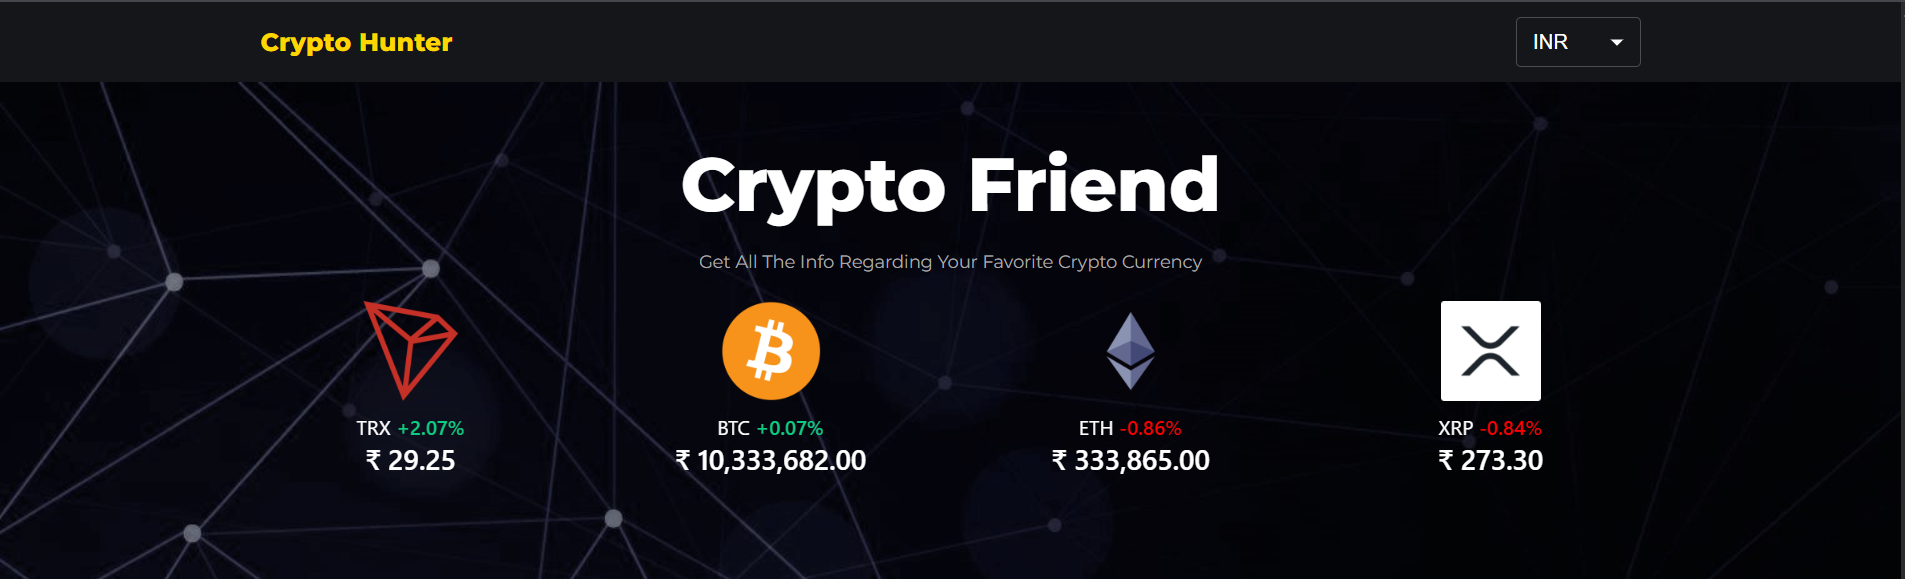 Crypto Hunter
INR
Crypto Friend
Get All The Info Regarding Your Favorite Crypto Currency
TRX +2.07%
₹ 29.25
BTC +0.07%
₹ 10,333,682.00
ETH -0.86%
₹ 333,865.00
XRP -0.84%
₹ 273.30